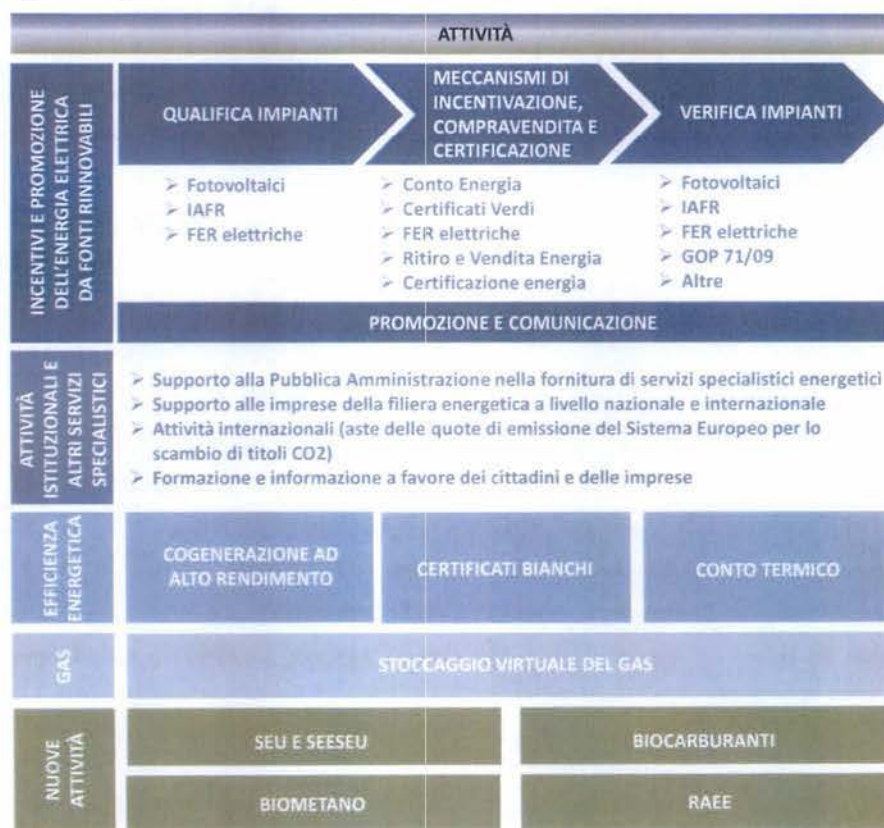 ATTIVITÀ
INCENTIVI E PROMOZIONE
DELL'ENERGIA ELETTRICA
DA FONTI RINNOVABILI
QUALIFICA IMPIANTI
MECCANISMI DI
INCENTIVAZIONE,
COMPRAVENDITA E
CERTIFICAZIONE
VERIFICA IMPIANTI
➢ Fotovoltaici
➢ IAFR
➢ FER elettriche
➢ Conto Energia
➢ Certificati Verdi
➢ FER elettriche
➢ Ritiro e Vendita Energia
➢ Certificazione energia
➢ Fotovoltaici
➢ IAFR
➢ FER elettriche
➢ GOP 71/09
➢ Altre
PROMOZIONE E COMUNICAZIONE
ATTIVITÀ
ISTITUZIONALI E
ALTRI SERVIZI
SPECIALISTICI
➢ Supporto alla Pubblica Amministrazione nella fornitura di servizi specialistici energetici
➢ Supporto alle imprese della filiera energetica a livello nazionale e internazionale
➢ Attività internazionali (aste delle quote di emissione del Sistema Europeo per lo
scambio di titoli CO2)
➢ Formazione e informazione a favore dei cittadini e delle imprese
EFFICIENZA
ENERGETICA
COGENERAZIONE AD
ALTO RENDIMENTO
CERTIFICATI BIANCHI
CONTO TERMICO
GAS
STOCCAGGIO VIRTUALE DEL GAS
NUOVE
ATTIVITÀ
SEU E SEESEU
BIOCARBURANTI
BIOMETANO
RAEE